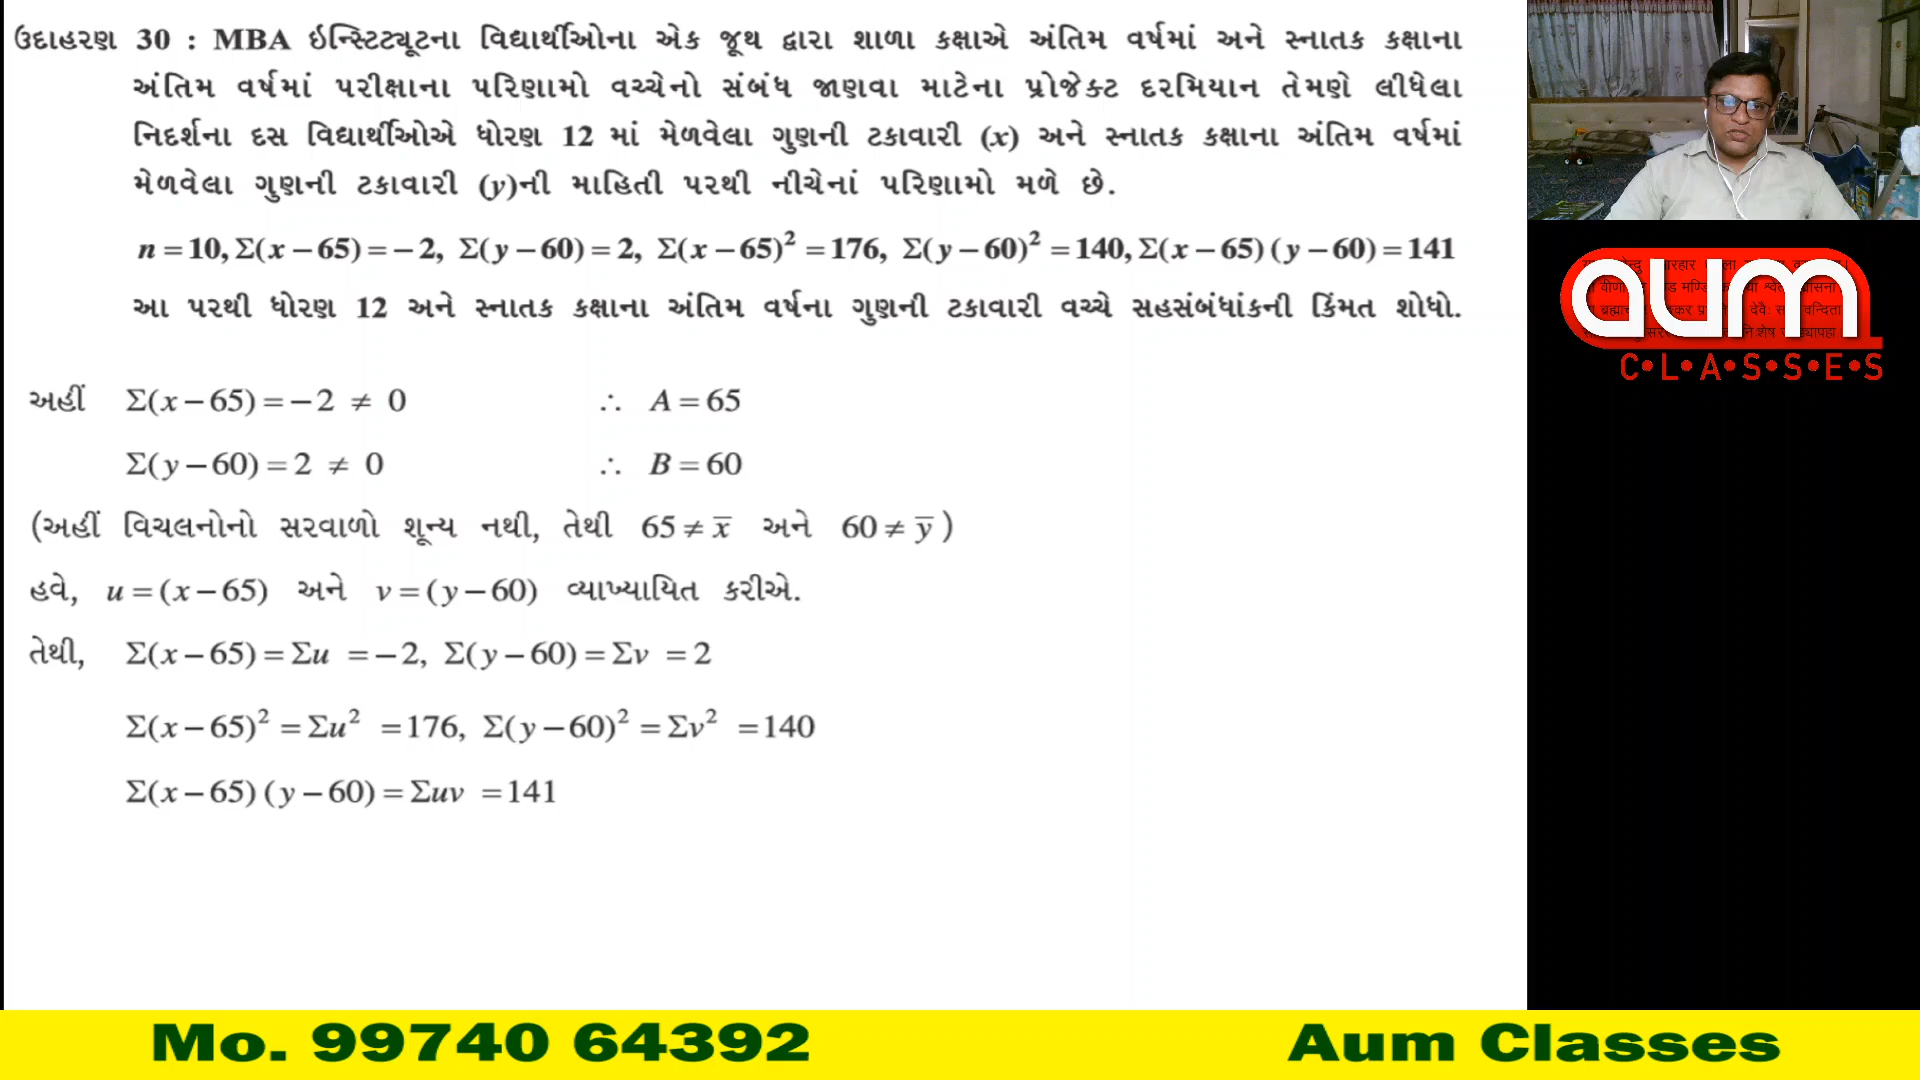 ઉદાહરણ 30 : MBA ઇન્સ્ટિટ્યૂટના વિદ્યાર્થીઓના એક જૂથ દ્વારા શાળા કક્ષાએ અંતિમ વર્ષમાં અને સ્નાતક કક્ષાના
અંતિમ વર્ષમાં પરીક્ષાના પરિણામો વચ્ચેનો સંબંધ જાણવા માટેના પ્રોજેક્ટ દરમિયાન તેમણે લીધેલા
નિદર્શના દસ વિદ્યાર્થીઓએ ધોરણ 12 માં મેળવેલા ગુણની ટકાવારી (x) અને સ્નાતક કક્ષાના અંતિમ વર્ષમાં
મેળવેલા ગુણની ટકાવારી (y)ની માહિતી પરથી નીચેનાં પરિણામો મળે છે.
n = 10, Σ(x − 65) = − 2, Σ(y − 60) = 2, Σ(x − 65)² = 176, Σ(y − 60)² = 140, Σ(x − 65) (y − 60) = 141
આ પરથી ધોરણ 12 અને સ્નાતક કક્ષાના અંતિમ વર્ષના ગુણની ટકાવારી વચ્ચે સહસંબંધાંકની કિંમત શોધો.
અહીં Σ(x − 65) = − 2 ≠ 0 ∴ A = 65
Σ(y − 60) = 2 ≠ 0 ∴ B = 60
(અહીં વિચલનોનો સરવાળો શૂન્ય નથી, તેથી 65 ≠ x̅ અને 60 ≠ y̅ )
હવે, u = (x − 65) અને v = (y − 60) વ્યાખ્યાયિત કરીએ.
તેથી, Σ(x − 65) = Σu = − 2, Σ(y − 60) = Σv = 2
Σ(x − 65)² = Σu² = 176, Σ(y − 60)² = Σv² = 140
Σ(x − 65) (y − 60) = Σuv = 141
aum
C•L•A•S•S•E•S
Mo. 99740 64392
Aum Classes